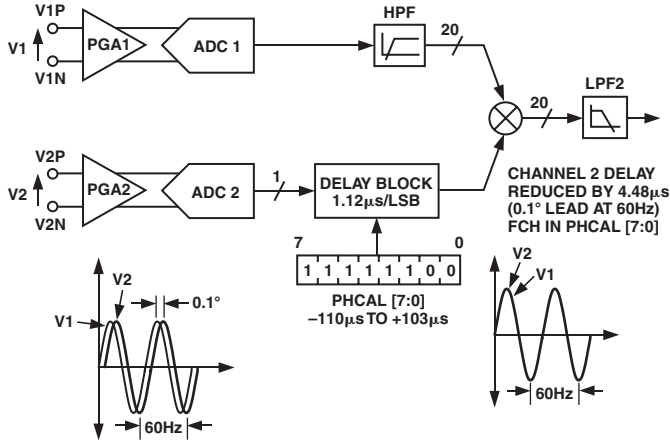 V1P
V1
V1N
PGA1
ADC 1
HPF
20
20
LPF2
V2P
V2
V2N
PGA2
ADC 2
1
DELAY BLOCK
1.12µs/LSB
CHANNEL 2 DELAY
REDUCED BY 4.48µs
(0.1° LEAD AT 60Hz)
FCH IN PHCAL [7:0]
7 0
1 1 1 1 1 1 0 0
PHCAL [7:0]
–110µs TO +103µs
V2
V1
0.1°
60Hz
V2
V1
60Hz